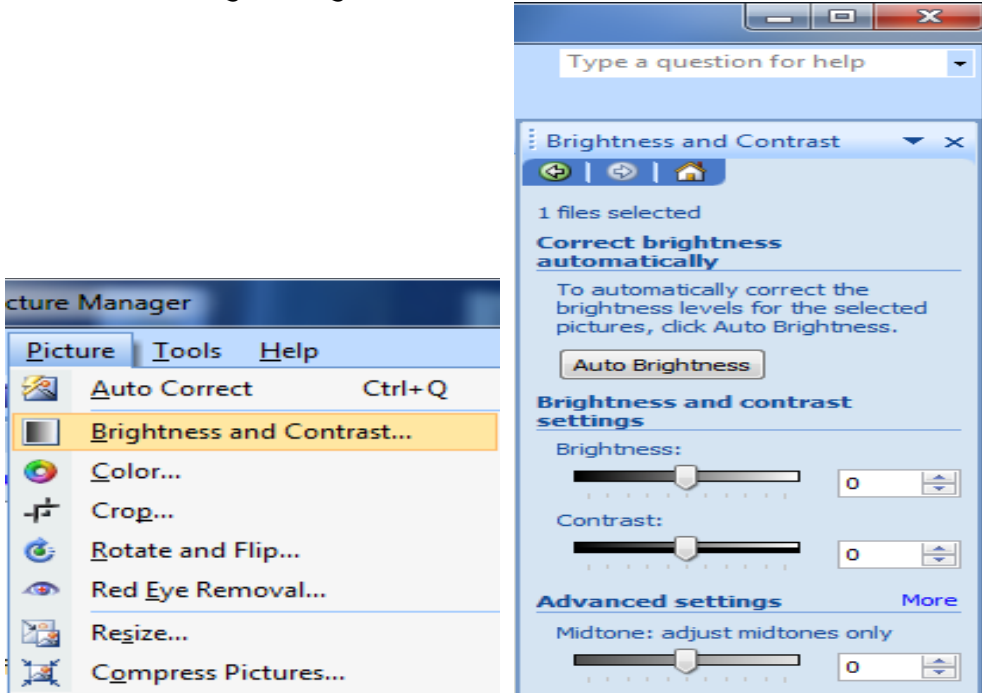 cture Manager
Picture Tools Help
Auto Correct Ctrl+Q
Brightness and Contrast...
Color...
Crop...
Rotate and Flip...
Red Eye Removal...
Resize...
Compress Pictures...
Type a question for help
Brightness and Contrast
1 files selected
Correct brightness
automatically
To automatically correct the
brightness levels for the selected
pictures, click Auto Brightness.
Auto Brightness
Brightness and contrast
settings
Brightness:
0
Contrast:
0
Advanced settings More
Midtone: adjust midtones only
0